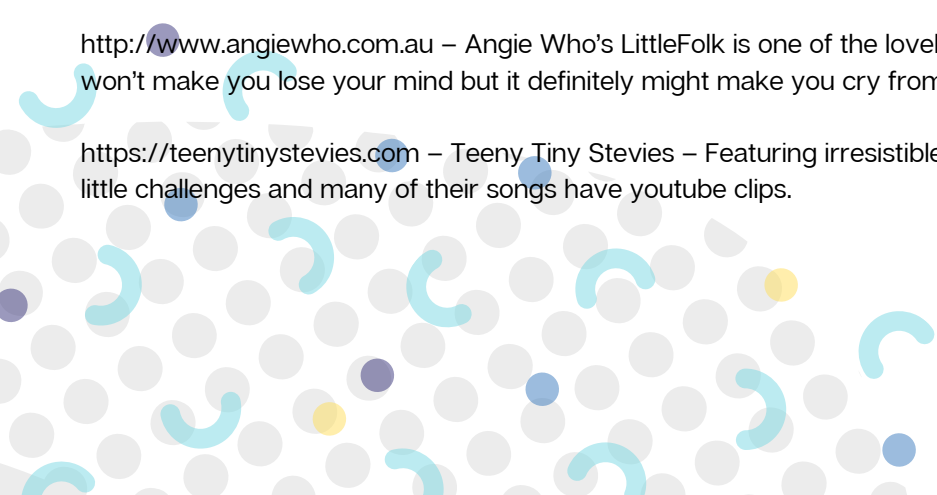 http://www.angiewho.com.au – Angie Who’s LittleFolk is one of the
won’t make you lose your mind but it definitely might make you cry from
https://teenytinystevies.com – Teeny Tiny Stevies – Featuring irresistible
little challenges and many of their songs have youtube clips.